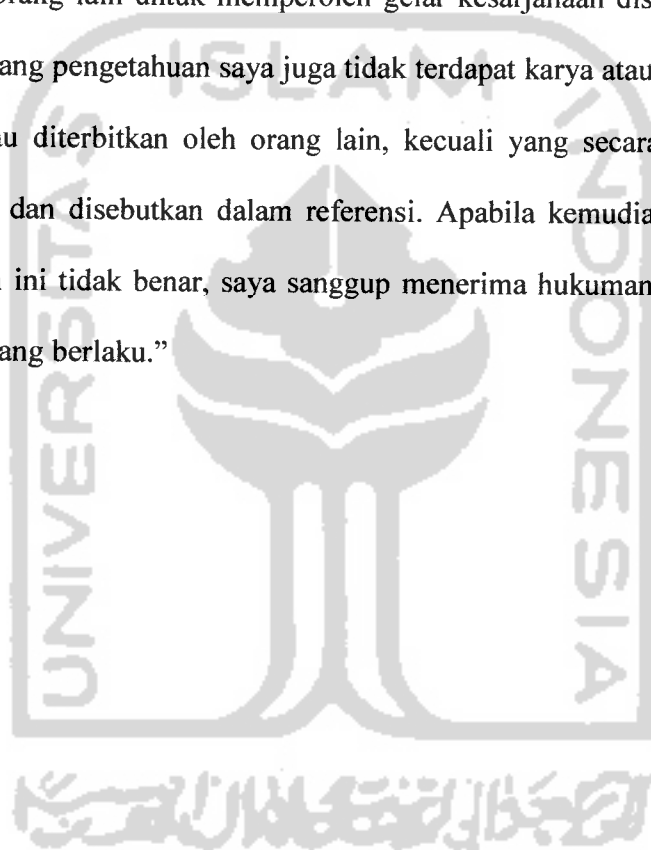 orang lain untuk memperoleh gelar kesarjanaan dis
ang pengetahuan saya juga tidak terdapat karya atau
au diterbitkan oleh orang lain, kecuali yang secara
dan disebutkan dalam referensi. Apabila kemudia
ini tidak benar, saya sanggup menerima hukuman
ang berlaku.”
UNIVERSITAS
ISLAM
INDONESIA